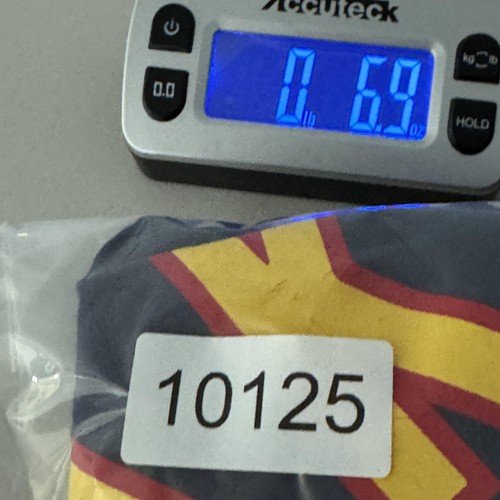 Accuteck
0.0
kg lb
0 lb 6.9 oz
HOLD
10125